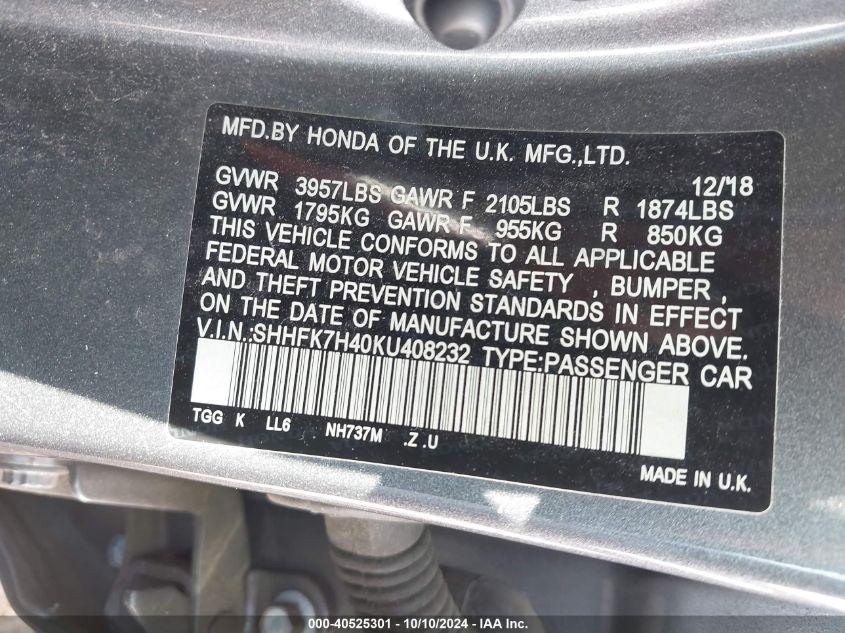 MFD.BY HONDA OF THE U.K. MFG.,LTD.
12/18
GVWR 3957LBS GAWR F 2105LBS R 1874LBS
GVWR 1795KG GAWR F 955KG R 850KG
THIS VEHICLE CONFORMS TO ALL APPLICABLE
FEDERAL MOTOR VEHICLE SAFETY , BUMPER ,
AND THEFT PREVENTION STANDARDS IN EFFECT
ON THE DATE OF MANUFACTURE SHOWN ABOVE.
V.I.N.:SHHFK7H40KU408232 TYPE:PASSENGER CAR
TGG K LL6 NH737M .Z .U
MADE IN U.K.
000-40525301 - 10/10/2024 - IAA Inc.